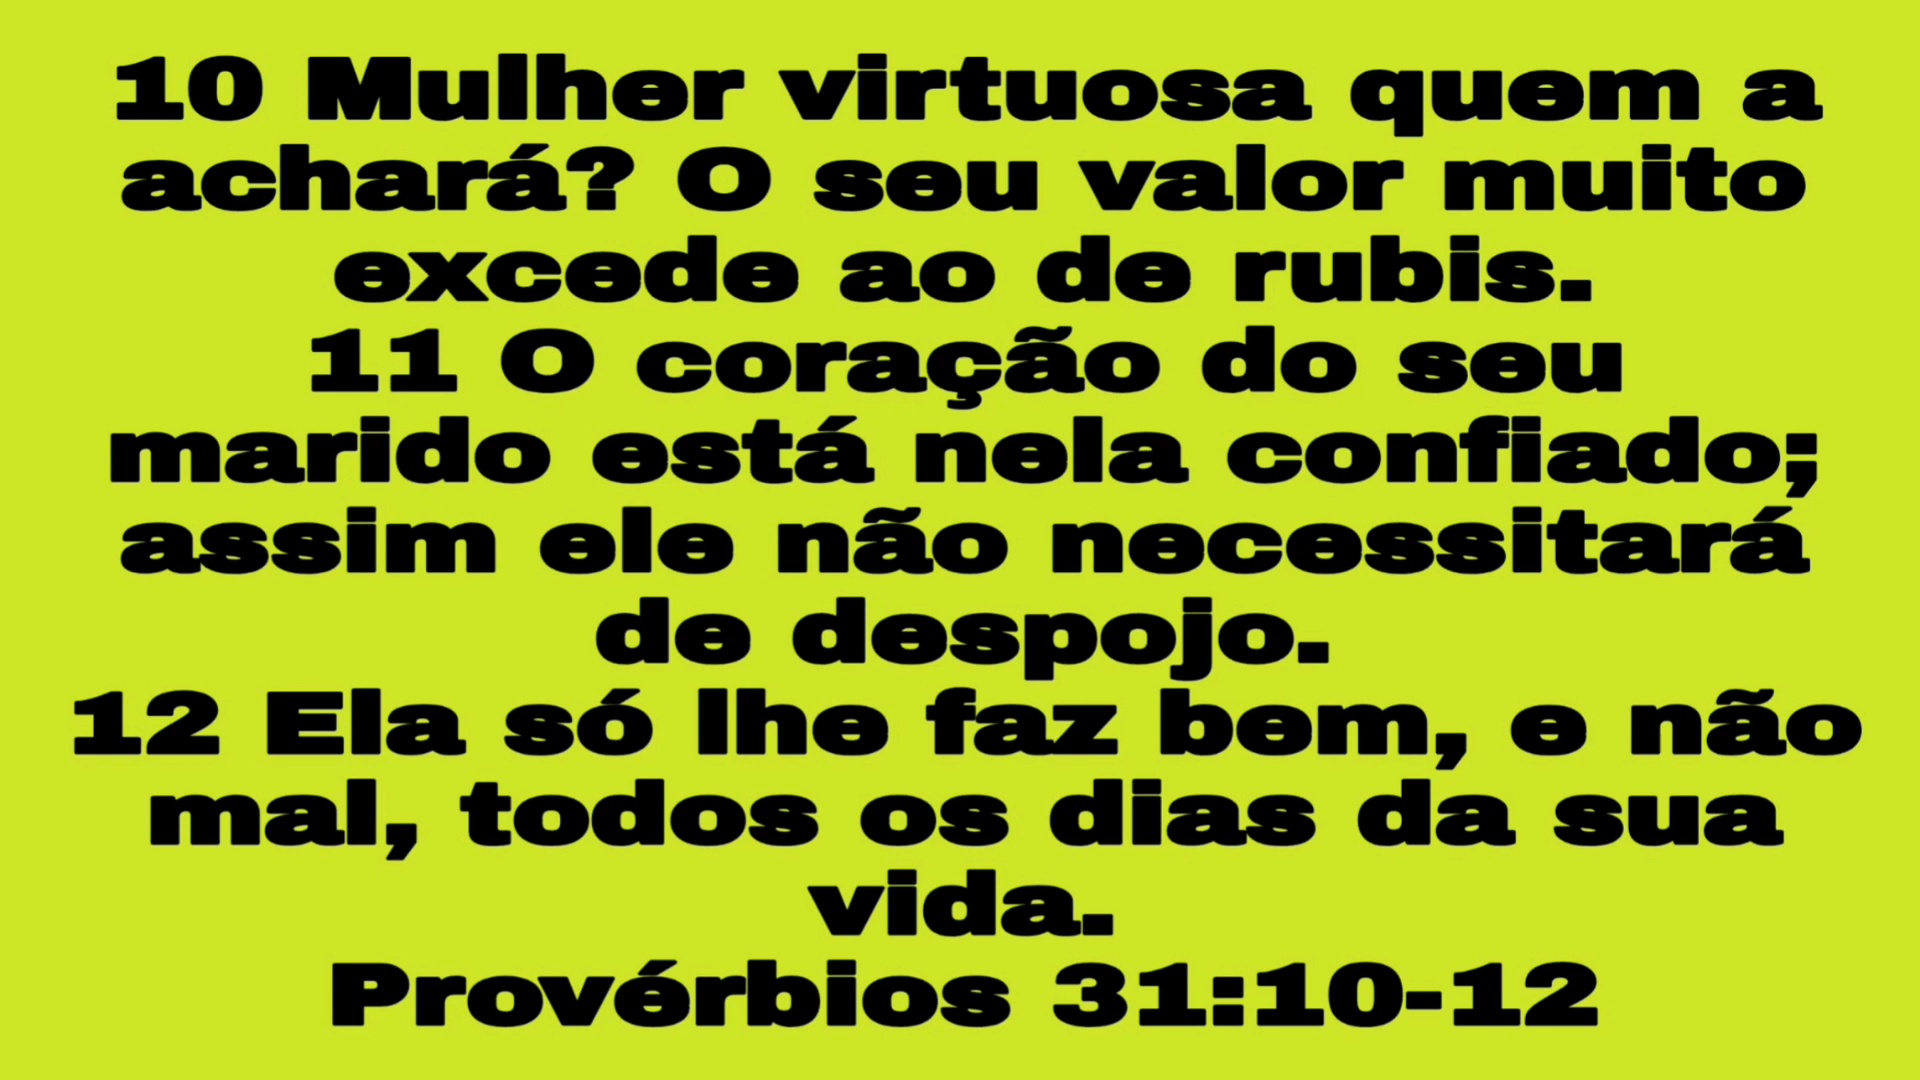 10 Mulher virtuosa quem a
achará? O seu valor muito
excede ao de rubis.
11 O coração do seu
marido está nela confiado;
assim ele não necessitará
de despojo.
12 Ela só lhe faz bem, e não
mal, todos os dias da sua
vida.
Provérbios 31:10-12